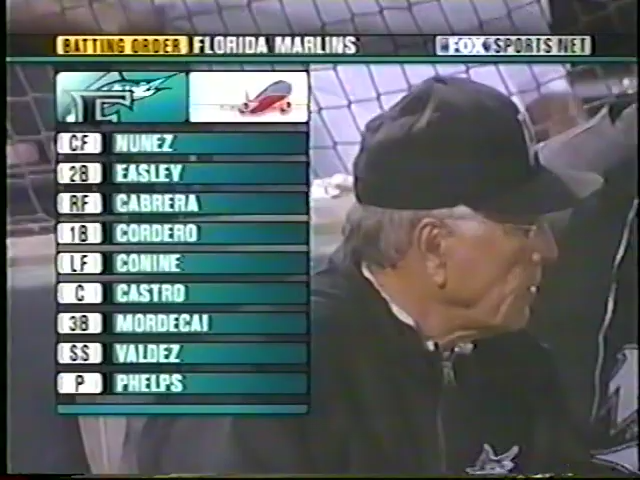 BATTING ORDER FLORIDA MARLINS FOX SPORTS NET
F
CF NUNEZ
2B EASLEY
RF CABRERA
1B CORDERO
LF CONINE
C CASTRO
3B MORDECAI
SS VALDEZ
P PHELPS